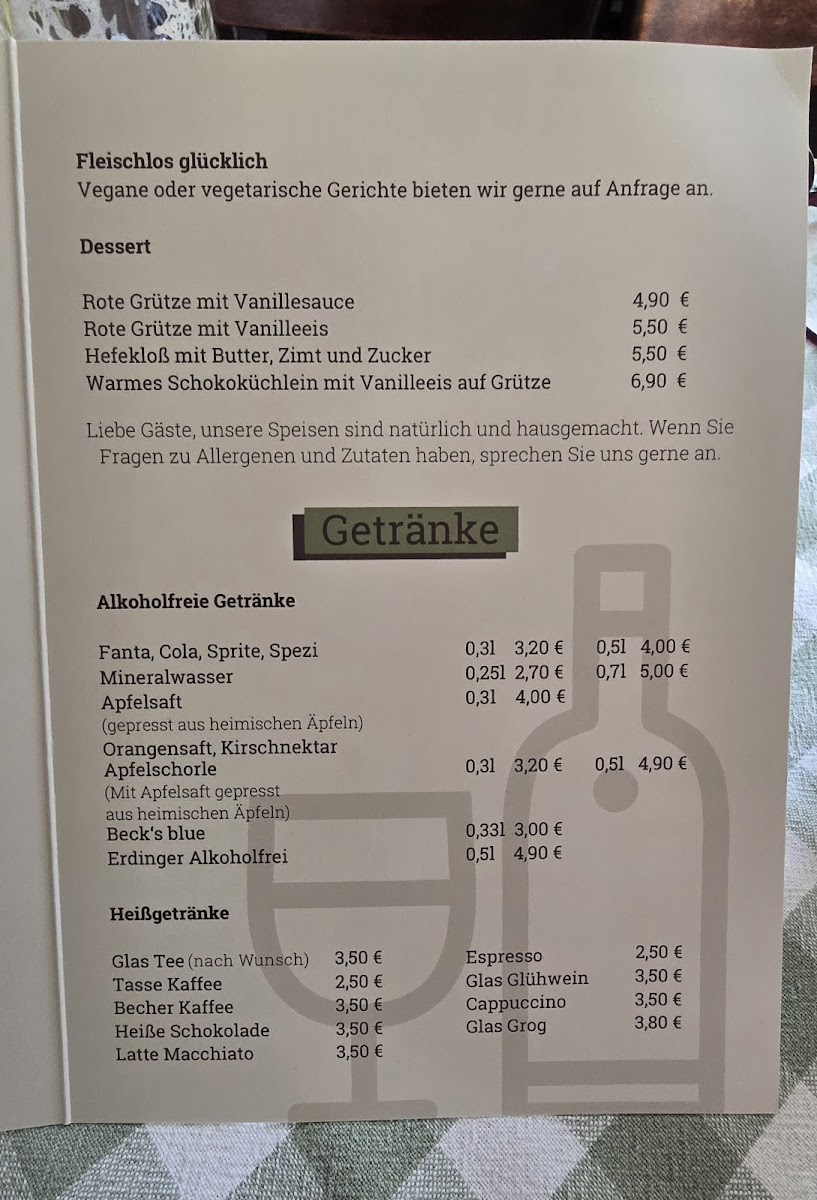 Fleischlos glücklich
Vegane oder vegetarische Gerichte bieten wir gerne auf Anfrage an.
Dessert
Rote Grütze mit Vanillesauce 4,90 €
Rote Grütze mit Vanilleeis 5,50 €
Hefekloß mit Butter, Zimt und Zucker 5,50 €
Warmes Schokoküchlein mit Vanilleeis auf Grütze 6,90 €
Liebe Gäste, unsere Speisen sind natürlich und hausgemacht. Wenn Sie
Fragen zu Allergenen und Zutaten haben, sprechen Sie uns gerne an.
Getränke
Alkoholfreie Getränke
Fanta, Cola, Sprite, Spezi 0,3l 3,20 € 0,5l 4,00 €
Mineralwasser 0,25l 2,70 € 0,7l 5,00 €
Apfelsaft 0,3l 4,00 €
(gepresst aus heimischen Äpfeln)
Orangensaft, Kirschnektar
Apfelschorle 0,3l 3,20 € 0,5l 4,90 €
(Mit Apfelsaft gepresst
aus heimischen Äpfeln)
Beck‘s blue 0,33l 3,00 €
Erdinger Alkoholfrei 0,5l 4,90 €
Heißgetränke
Glas Tee (nach Wunsch) 3,50 € Espresso 2,50 €
Tasse Kaffee 2,50 € Glas Glühwein 3,50 €
Becher Kaffee 3,50 € Cappuccino 3,50 €
Heiße Schokolade 3,50 € Glas Grog 3,80 €
Latte Macchiato 3,50 €